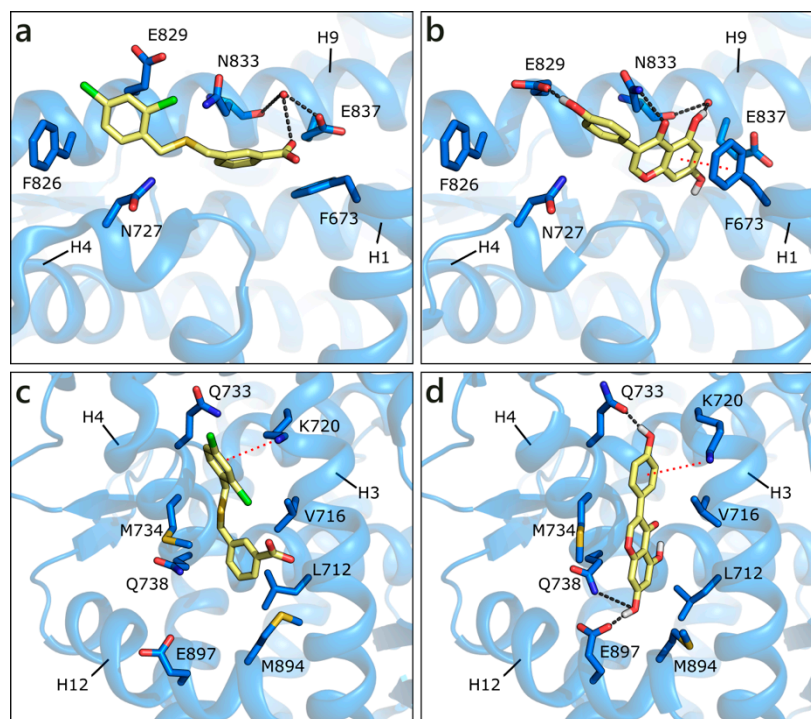 a
E829
N833
H9
E837
F826
N727
F673
H4
H1
b
E829
N833
H9
E837
F826
N727
F673
H4
H1
c
Q733
K720
H4
H3
M734
V716
Q738
L712
E897
M894
H12
d
Q733
K720
H4
H3
M734
V716
Q738
L712
E897
M894
H12